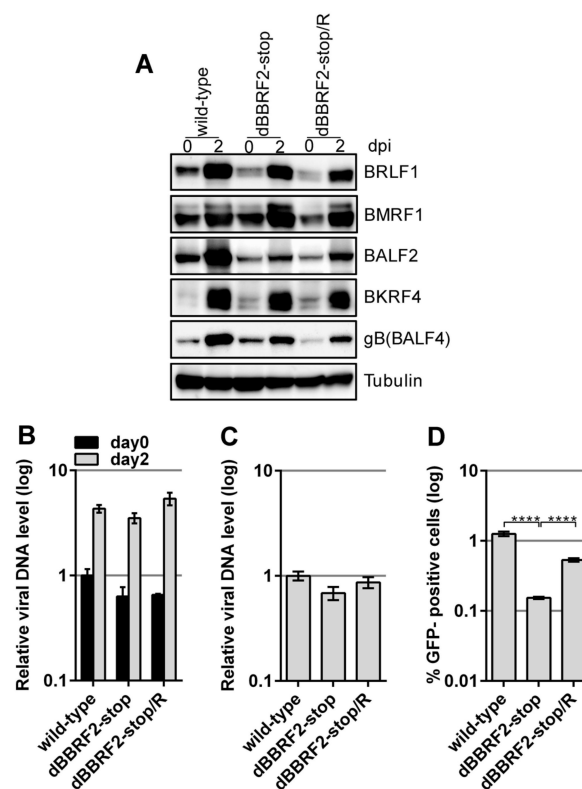 A
wild-type
dBBRF2-stop
dBBRF2-stop/R
0 2 0 2 0 2 dpi
BRLF1
BMRF1
BALF2
BKRF4
gB(BALF4)
Tubulin
B
day0
day2
Relative viral DNA level (log)
10
1
0.1
wild-type
dBBRF2-stop
dBBRF2-stop/R
C
Relative viral DNA level (log)
10
1
0.1
wild-type
dBBRF2-stop
dBBRF2-stop/R
D
% GFP- positive cells (log)
10
1
0.1
0.01
**** ****
wild-type
dBBRF2-stop
dBBRF2-stop/R